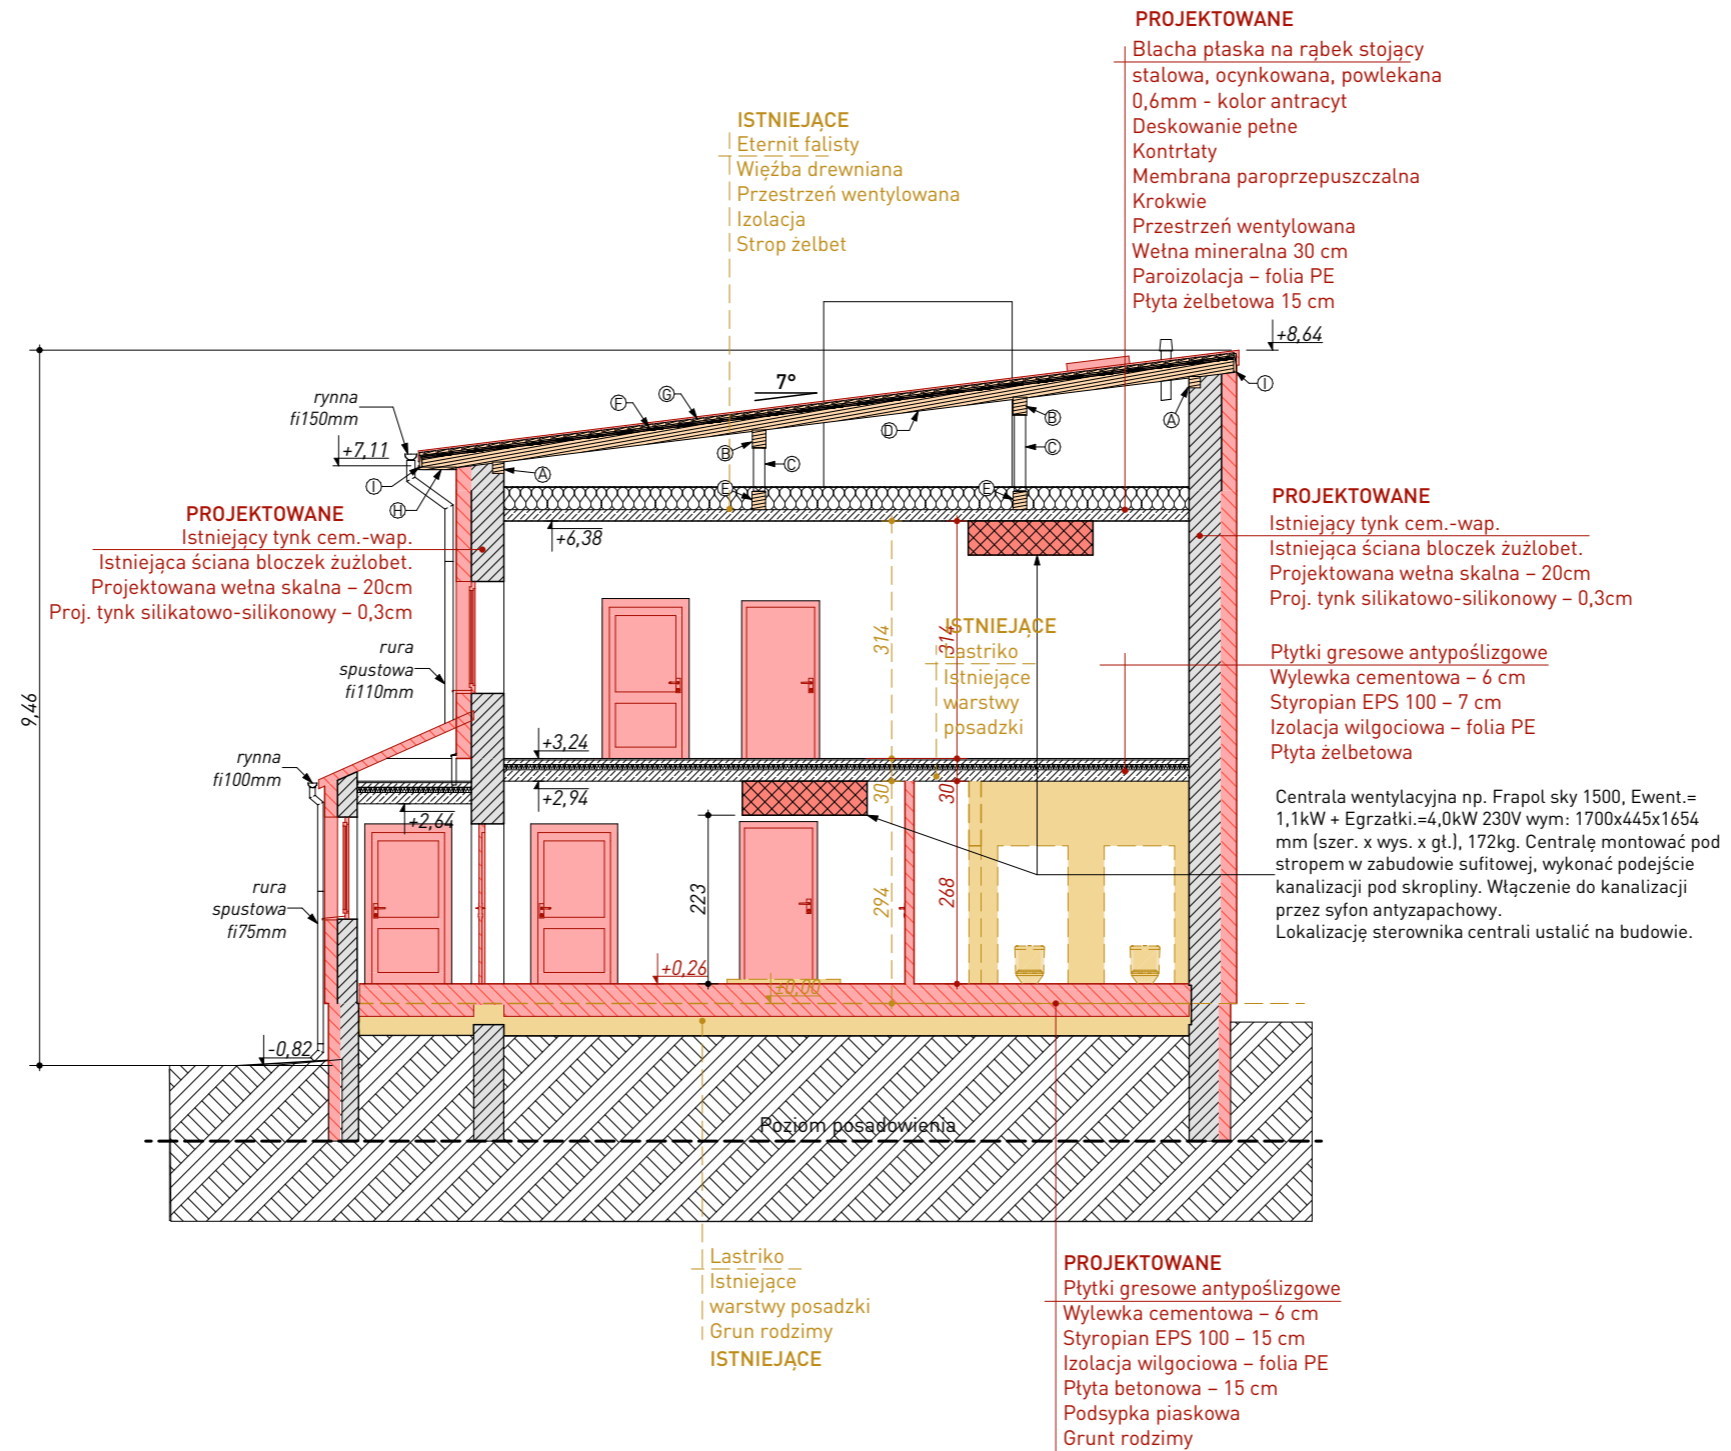 PROJEKTOWANE
Blacha płaska na rąbek stojący
stalowa, ocynkowana, powlekana
0,6mm - kolor antracyt
Deskowanie pełne
Kontrłaty
Membrana paroprzepuszczalna
Krokwie
Przestrzeń wentylowana
Wełna mineralna 30 cm
Paroizolacja – folia PE
Płyta żelbetowa 15 cm
ISTNIEJĄCE
Eternit falisty
Więźba drewniana
Przestrzeń wentylowana
Izolacja
Strop żelbet
+8,64
7°
rynna
fi150mm
+7,11
F
G
D
B
C
B
C
A
I
A
E
E
I
H
PROJEKTOWANE
Istniejący tynk cem.-wap.
Istniejąca ściana bloczek żużlobet.
Projektowana wełna skalna – 20cm
Proj. tynk silikatowo-silikonowy – 0,3cm
+6,38
PROJEKTOWANE
Istniejący tynk cem.-wap.
Istniejąca ściana bloczek żużlobet.
Projektowana wełna skalna – 20cm
Proj. tynk silikatowo-silikonowy – 0,3cm
rura
spustowa
fi110mm
314
314
ISTNIEJĄCE
Lastriko
Istniejące
warstwy
posadzki
Płytki gresowe antypoślizgowe
Wylewka cementowa – 6 cm
Styropian EPS 100 – 7 cm
Izolacja wilgociowa – folia PE
Płyta żelbetowa
9,46
+3,24
rynna
fi100mm
+2,94
+2,64
30
30
Centrala wentylacyjna np. Frapol sky 1500, Ewent.=
1,1kW + Egrzałki.=4,0kW 230V wym: 1700x445x1654
mm (szer. x wys. x gł.), 172kg. Centralę montować pod
stropem w zabudowie sufitowej, wykonać podejście
kanalizacji pod skropliny. Włączenie do kanalizacji
przez syfon antyzapachowy.
Lokalizację sterownika centrali ustalić na budowie.
rura
spustowa
fi75mm
223
294
268
+0,26
±0,00
-0,82
Poziom posadowienia
Lastriko
Istniejące
warstwy posadzki
Grun rodzimy
ISTNIEJĄCE
PROJEKTOWANE
Płytki gresowe antypoślizgowe
Wylewka cementowa – 6 cm
Styropian EPS 100 – 15 cm
Izolacja wilgociowa – folia PE
Płyta betonowa – 15 cm
Podsypka piaskowa
Grunt rodzimy